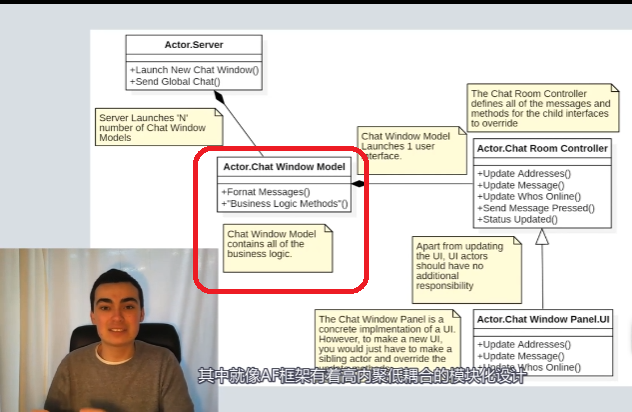 Actor.Server
+Launch New Chat Window()
+Send Global Chat()
Server Launches 'N'
number of Chat Window
Models
The Chat Room Controller
defines all of the messages and
methods for the child interfaces
to override
Chat Window Model
Launches 1 user
interface.
Actor.Chat Room Controller
+Update Addresses()
+Update Message()
+Update Whos Online()
+Send Message Pressed()
+Status Updated()
Actor.Chat Window Model
+Fornat Messages()
+"Business Logic Methods"()
Chat Window Model
contains all of the
business logic.
Apart from updating
the UI, UI actors
should have no
additional
responsibility
The Chat Window Panel is a
concrete implmentation of a UI.
However, to make a new UI,
you would just have to make a
sibling actor and override the
Actor.Chat Window Panel.UI
+Update Addresses()
+Update Message()
+Update Whos Online()
其中就像AF框架有着高内聚低耦合的模块化设计